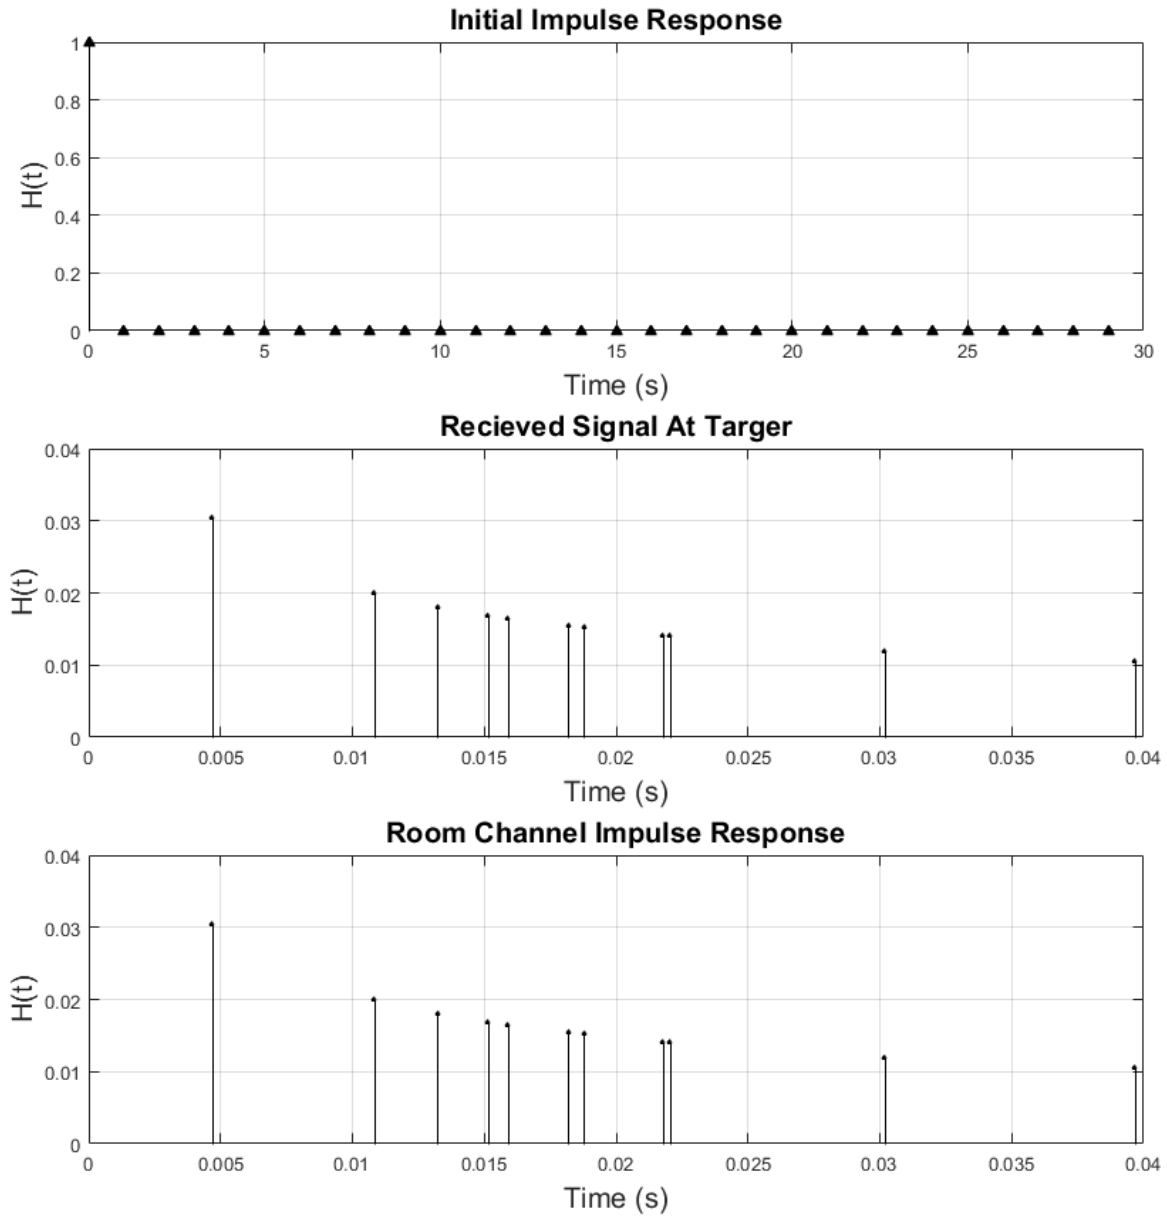 Initial Impulse Response
1
0.8
0.6
0.4
0.2
0
H(t)
0 5 10 15 20 25 30
Time (s)
Recieved Signal At Targer
0.04
0.03
0.02
0.01
0
H(t)
0 0.005 0.01 0.015 0.02 0.025 0.03 0.035 0.04
Time (s)
Room Channel Impulse Response
0.04
0.03
0.02
0.01
0
H(t)
0 0.005 0.01 0.015 0.02 0.025 0.03 0.035 0.04
Time (s)